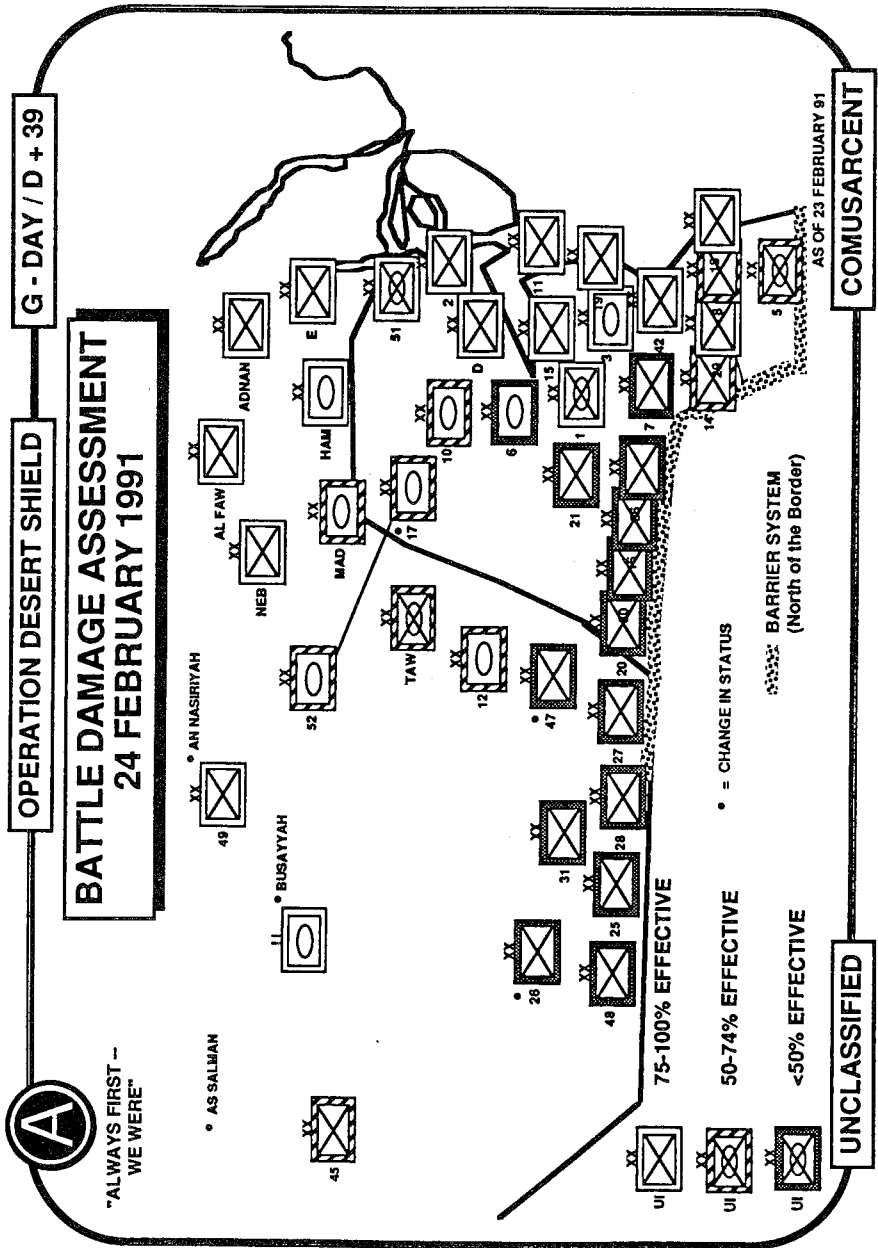 OPERATION DESERT SHIELD
G - DAY / D + 39
A
"ALWAYS FIRST –
WE WERE"
BATTLE DAMAGE ASSESSMENT
24 FEBRUARY 1991
AS SALMAN
AN NASIRIYAH
BUSAYYAH
45
49
52
NEB
AL FAW
ADNAN
MAD
HAM
E
TAW
17
10
51
12
6
D
2
26
31
47
21
1
15
11
3
48
25
28
27
20
7
42
14
5
UI
75-100% EFFECTIVE
UI
50-74% EFFECTIVE
UI
<50% EFFECTIVE
• = CHANGE IN STATUS
BARRIER SYSTEM
(North of the Border)
AS OF 23 FEBRUARY 91
UNCLASSIFIED
COMUSARCENT